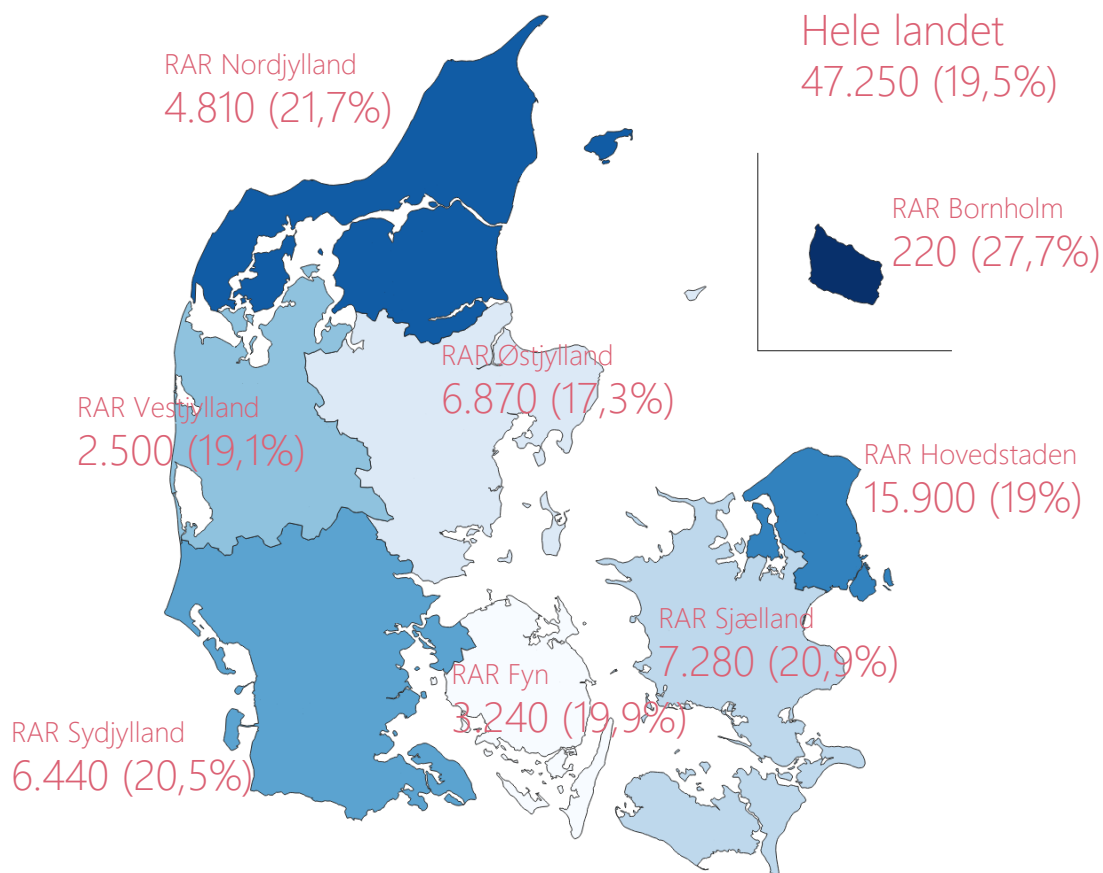 Hele landet
47.250 (19,5%)
RAR Nordjylland
4.810 (21,7%)
RAR Bornholm
220 (27,7%)
RAR Østjylland
6.870 (17,3%)
RAR Vestjylland
2.500 (19,1%)
RAR Hovedstaden
15.900 (19%)
RAR Sjælland
7.280 (20,9%)
RAR Fyn
3.240 (19,9%)
RAR Sydjylland
6.440 (20,5%)